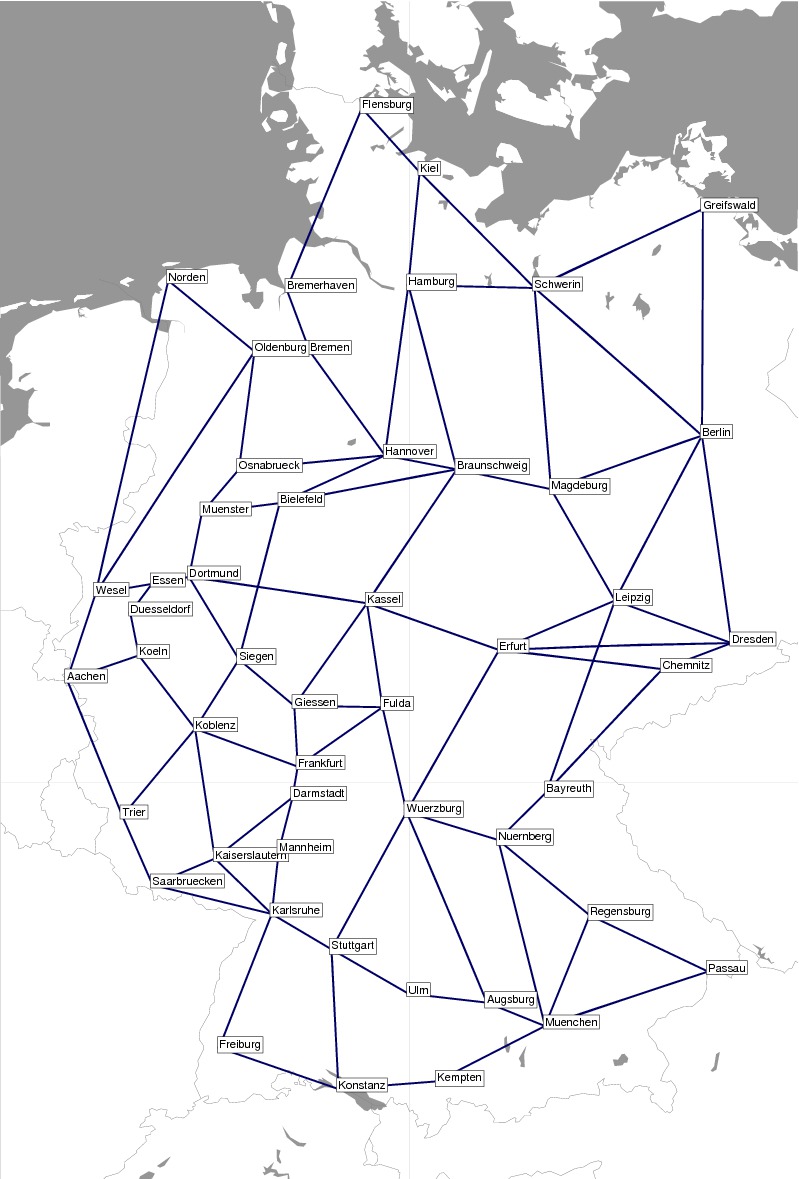 Flensburg
Kiel
Greifswald
Norden
Bremerhaven
Hamburg
Schwerin
Oldenburg
Bremen
Berlin
Hannover
Osnabrueck
Braunschweig
Magdeburg
Bielefeld
Muenster
Dortmund
Essen
Wesel
Kassel
Leipzig
Duesseldorf
Dresden
Erfurt
Koeln
Siegen
Chemnitz
Aachen
Giessen
Fulda
Koblenz
Frankfurt
Bayreuth
Darmstadt
Trier
Wuerzburg
Nuernberg
Mannheim
Kaiserslautern
Saarbruecken
Karlsruhe
Regensburg
Stuttgart
Passau
Ulm
Augsburg
Muenchen
Freiburg
Kempten
Konstanz